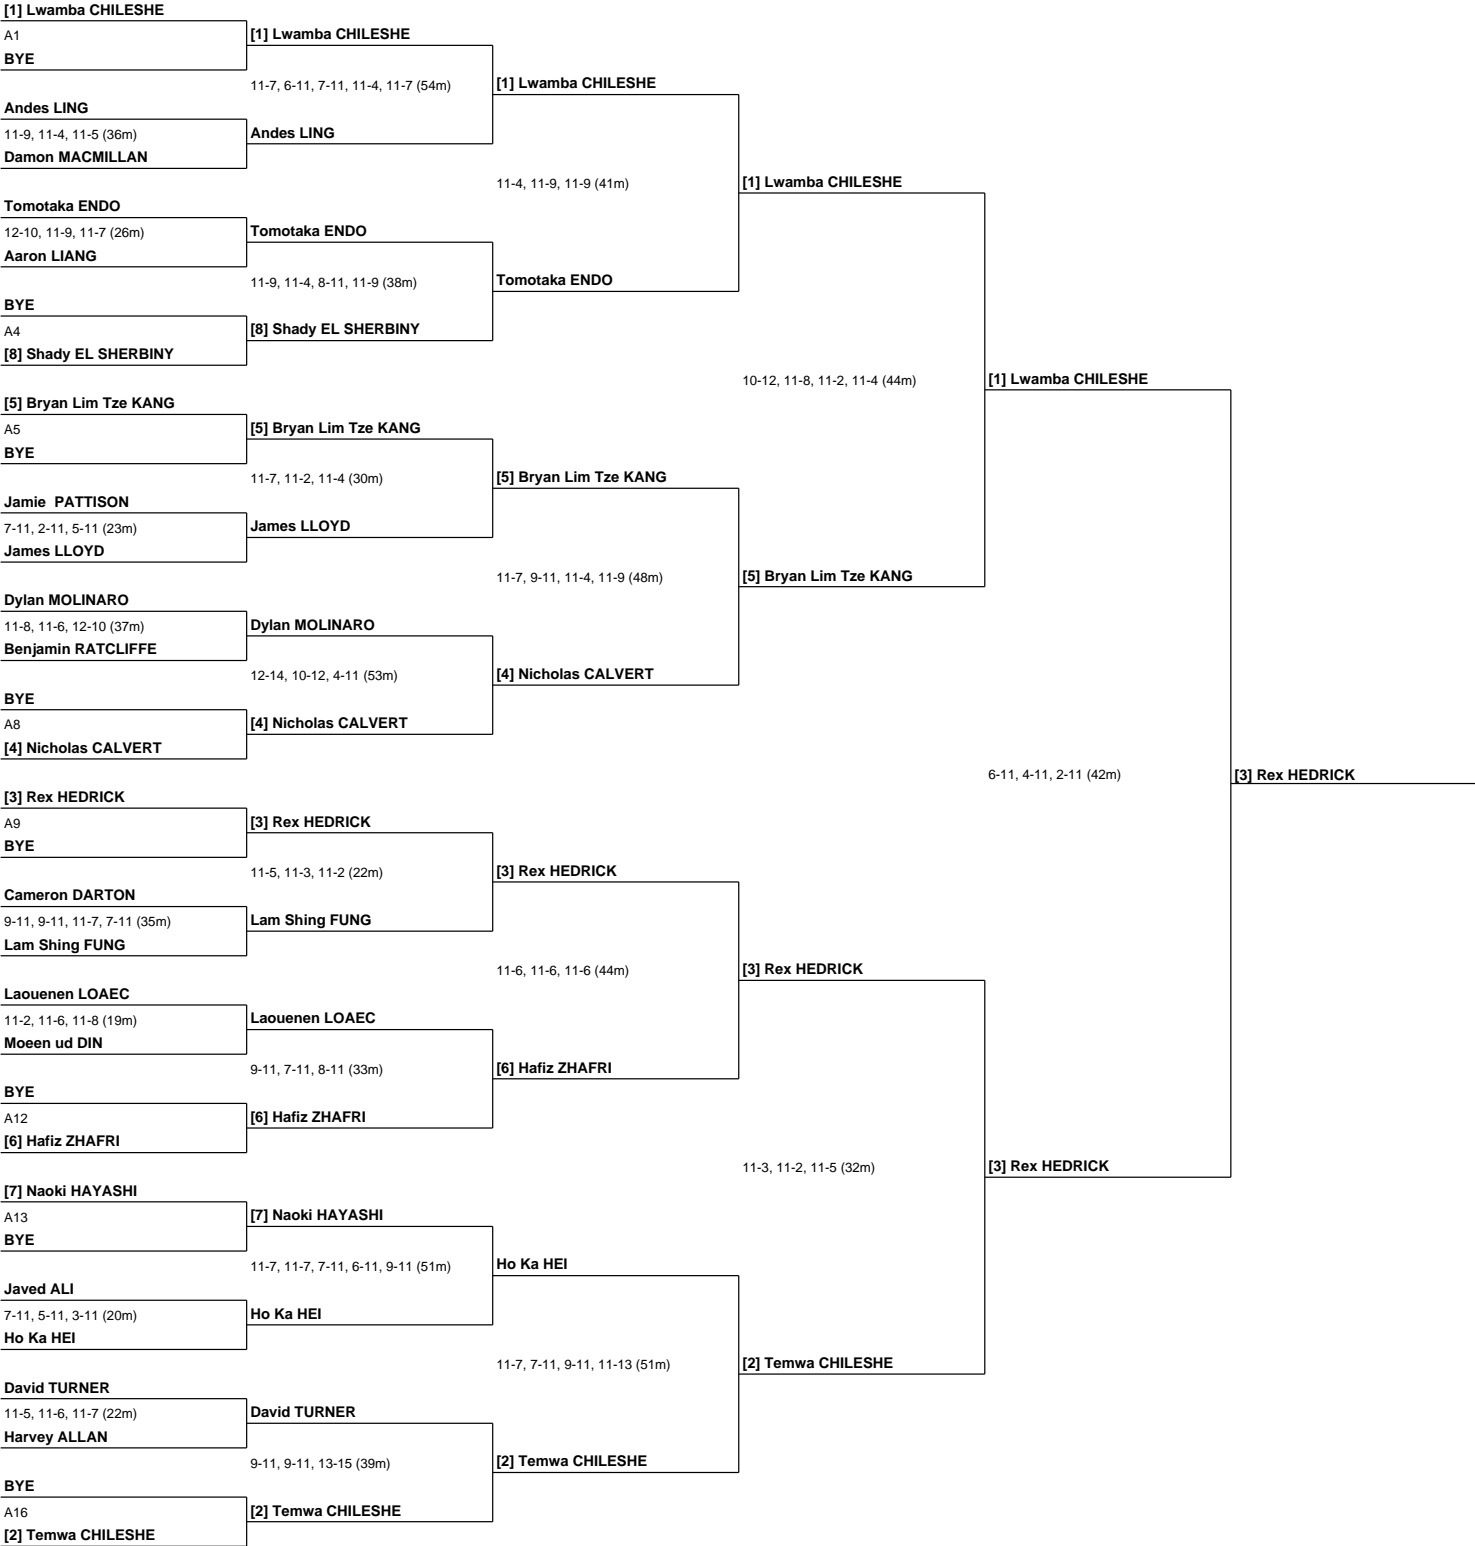 [1] Lwamba CHILESHE
A1
BYE
Andes LING
11-9, 11-4, 11-5 (36m)
Damon MACMILLAN
Tomotaka ENDO
12-10, 11-9, 11-7 (26m)
Aaron LIANG
BYE
A4
[8] Shady EL SHERBINY
[5] Bryan Lim Tze KANG
A5
BYE
Jamie  PATTISON
7-11, 2-11, 5-11 (23m)
James LLOYD
Dylan MOLINARO
11-8, 11-6, 12-10 (37m)
Benjamin RATCLIFFE
BYE
A8
[4] Nicholas CALVERT
[3] Rex HEDRICK
A9
BYE
Cameron DARTON
9-11, 9-11, 11-7, 7-11 (35m)
Lam Shing FUNG
Laouenen LOAEC
11-2, 11-6, 11-8 (19m)
Moeen ud DIN
BYE
A12
[6] Hafiz ZHAFRI
[7] Naoki HAYASHI
A13
BYE
Javed ALI
7-11, 5-11, 3-11 (20m)
Ho Ka HEI
David TURNER
11-5, 11-6, 11-7 (22m)
Harvey ALLAN
BYE
A16
[2] Temwa CHILESHE
[1] Lwamba CHILESHE
11-7, 6-11, 7-11, 11-4, 11-7 (54m)
Andes LING
Tomotaka ENDO
11-9, 11-4, 8-11, 11-9 (38m)
[8] Shady EL SHERBINY
[5] Bryan Lim Tze KANG
11-7, 11-2, 11-4 (30m)
James LLOYD
Dylan MOLINARO
12-14, 10-12, 4-11 (53m)
[4] Nicholas CALVERT
[3] Rex HEDRICK
11-5, 11-3, 11-2 (22m)
Lam Shing FUNG
Laouenen LOAEC
9-11, 7-11, 8-11 (33m)
[6] Hafiz ZHAFRI
[7] Naoki HAYASHI
11-7, 11-7, 7-11, 6-11, 9-11 (51m)
Ho Ka HEI
David TURNER
9-11, 9-11, 13-15 (39m)
[2] Temwa CHILESHE
[1] Lwamba CHILESHE
11-4, 11-9, 11-9 (41m)
Tomotaka ENDO
[5] Bryan Lim Tze KANG
11-7, 9-11, 11-4, 11-9 (48m)
[4] Nicholas CALVERT
[3] Rex HEDRICK
11-6, 11-6, 11-6 (44m)
[6] Hafiz ZHAFRI
Ho Ka HEI
11-7, 7-11, 9-11, 11-13 (51m)
[2] Temwa CHILESHE
[1] Lwamba CHILESHE
10-12, 11-8, 11-2, 11-4 (44m)
[5] Bryan Lim Tze KANG
[3] Rex HEDRICK
11-3, 11-2, 11-5 (32m)
[2] Temwa CHILESHE
[1] Lwamba CHILESHE
6-11, 4-11, 2-11 (42m)
[3] Rex HEDRICK
[3] Rex HEDRICK